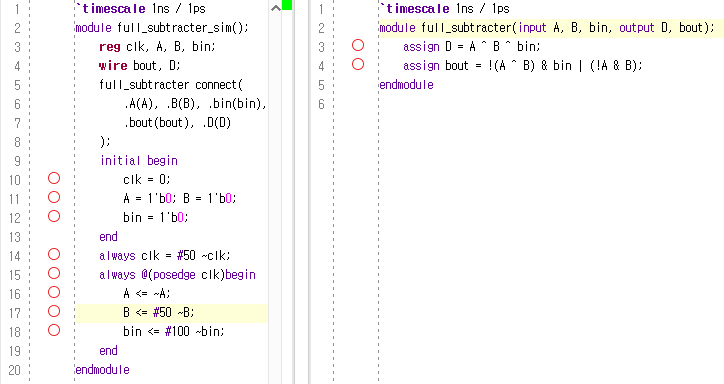 1 `timescale 1ns / 1ps
2 module full_subtracter_sim();
3 reg clk, A, B, bin;
4 wire bout, D;
5 full_subtracter connect(
6 .A(A), .B(B), .bin(bin),
7 .bout(bout), .D(D)
8 );
9 initial begin
10 clk = 0;
11 A = 1'b0; B = 1'b0;
12 bin = 1'b0;
13 end
14 always clk = #50 ~clk;
15 always @(posedge clk)begin
16 A <= ~A;
17 B <= #50 ~B;
18 bin <= #100 ~bin;
19 end
20 endmodule
1 `timescale 1ns / 1ps
2 module full_subtracter(input A, B, bin, output D, bout);
3 assign D = A ^ B ^ bin;
4 assign bout = !(A ^ B) & bin | (!A & B);
5 endmodule
6